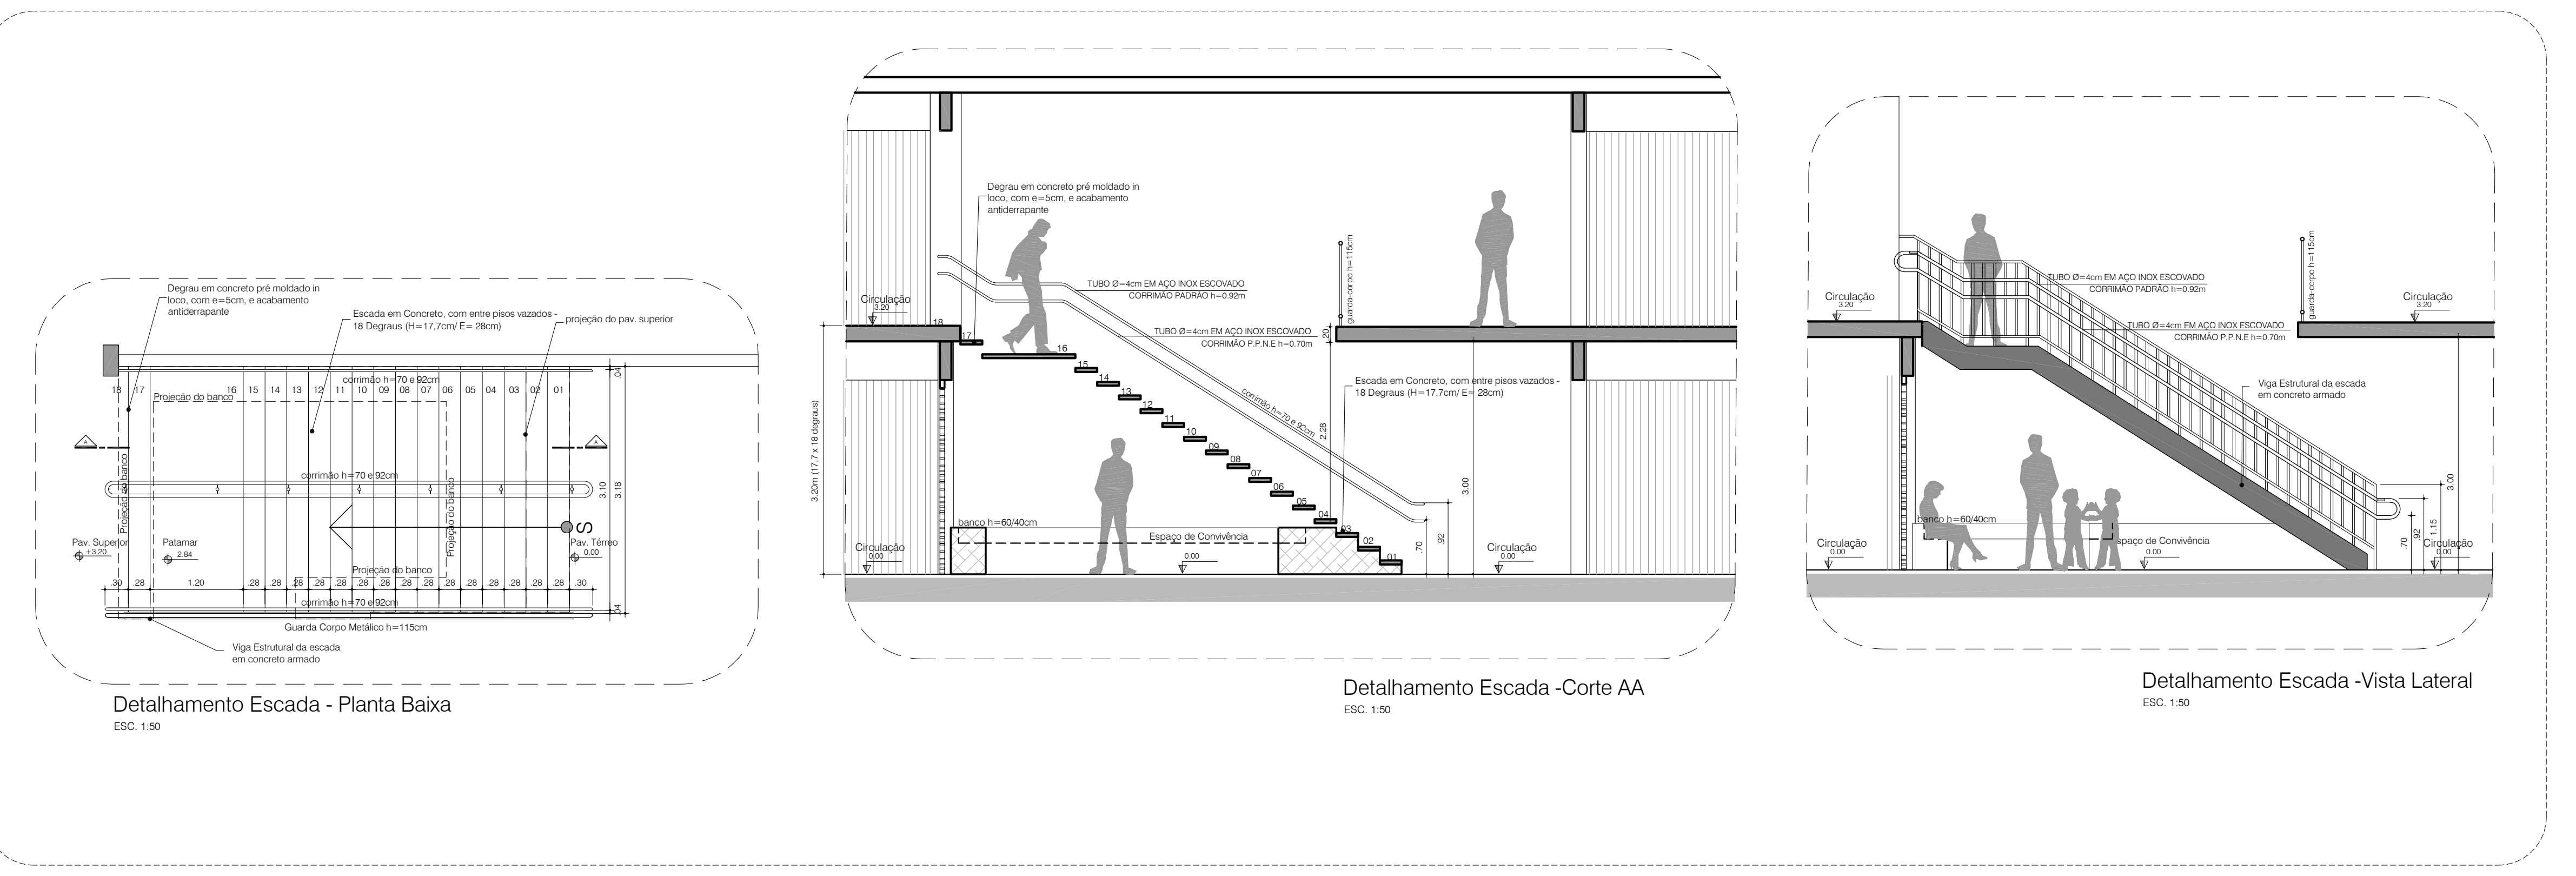 Degrau em concreto pré moldado in
loco, com e=5cm, e acabamento
antiderrapante
Escada em Concreto, com entre pisos vazados -
18 Degraus (H=17,7cm/ E= 28cm)
projeção do pav. superior
corrimão h=70 e 92cm
18 17 16 15 14 13 12 11 10 09 08 07 06 05 04 03 02 01
Projeção do banco
A
A
corrimão h=70 e 92cm
Projeção do banco
Projeção do banco
S
Pav. Superior
+3.20
Patamar
2.84
Pav. Térreo
0,00
Projeção do banco
.30 .28 1.20 .28 .28 .28 .28 .28 .28 .28 .28 .28 .28 .28 .28 .28 .28 .28 .30
corrimão h=70 e 92cm
.04
3.10
3.18
.04
Guarda Corpo Metálico h=115cm
Viga Estrutural da escada
em concreto armado
Detalhamento Escada - Planta Baixa
ESC. 1:50
Degrau em concreto pré moldado in
loco, com e=5cm, e acabamento
antiderrapante
TUBO Ø=4cm EM AÇO INOX ESCOVADO
CORRIMÃO PADRÃO h=0.92m
guarda-corpo h=115cm
Circulação
3.20
TUBO Ø=4cm EM AÇO INOX ESCOVADO
CORRIMÃO P.P.N.E h=0.70m
.20
18
17
16
15
14
13
12
11
10
09
08
07
06
05
04
03
02
01
Escada em Concreto, com entre pisos vazados -
18 Degraus (H=17,7cm/ E= 28cm)
corrimão h=70 e 92cm
3.20m (17,7 x 18 degraus)
2.28
3.00
banco h=60/40cm
Espaço de Convivência
Circulação
0.00
0.00
.70
.92
Circulação
0.00
Detalhamento Escada -Corte AA
ESC. 1:50
guarda-corpo h=115cm
TUBO Ø=4cm EM AÇO INOX ESCOVADO
CORRIMÃO PADRÃO h=0.92m
Circulação
3.20
Circulação
3.20
TUBO Ø=4cm EM AÇO INOX ESCOVADO
CORRIMÃO P.P.N.E h=0.70m
Viga Estrutural da escada
em concreto armado
3.00
banco h=60/40cm
spaço de Convivência
0.00
Circulação
0.00
.70
.92
1.15
Circulação
0.00
Detalhamento Escada -Vista Lateral
ESC. 1:50